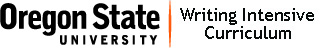 Oregon State
UNIVERSITY
Writing Intensive
Curriculum